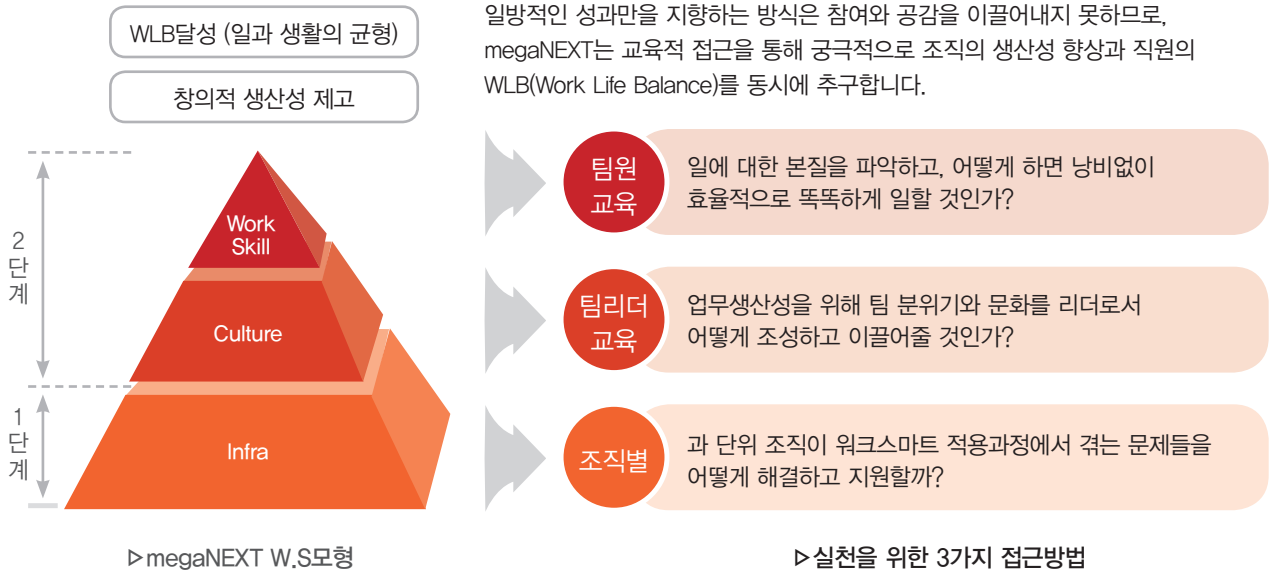 WLB달성 (일과 생활의 균형)
창의적 생산성 제고
일방적인 성과만을 지향하는 방식은 참여와 공감을 이끌어내지 못하므로,
megaNEXT는 교육적 접근을 통해 궁극적으로 조직의 생산성 향상과 직원의
WLB(Work Life Balance)를 동시에 추구합니다.
2단계
1단계
Work
Skill
Culture
Infra
▷megaNEXT W.S모형
팀원
교육
일에 대한 본질을 파악하고, 어떻게 하면 낭비없이
효율적으로 똑똑하게 일할 것인가?
팀리더
교육
업무생산성을 위해 팀 분위기와 문화를 리더로서
어떻게 조성하고 이끌어줄 것인가?
조직별
과 단위 조직이 워크스마트 적용과정에서 겪는 문제들을
어떻게 해결하고 지원할까?
▷실천을 위한 3가지 접근방법